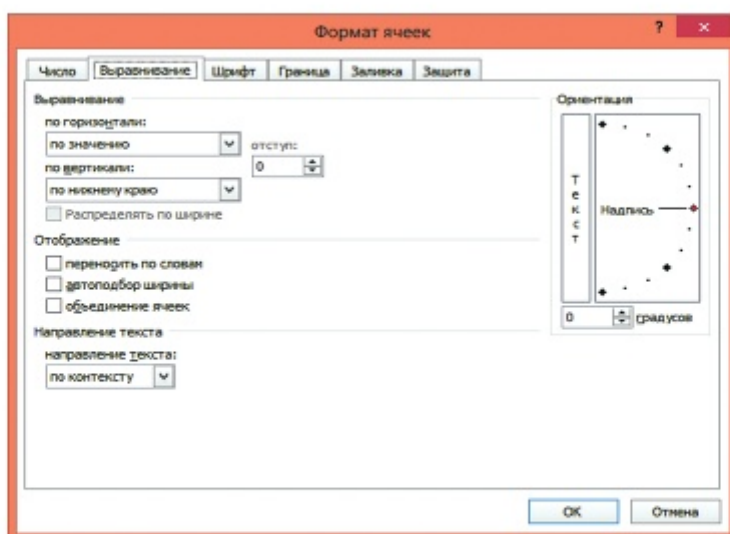 Формат ячеек
? ×
Число Выравнивание Шрифт Граница Заливка Защита
Выравнивание
по горизонтали:
по значению
отступ:
0
по вертикали:
по нижнему краю
Распределять по ширине
Отображение
переносить по словам
автоподбор ширины
объединение ячеек
Направление текста
направление текста:
по контексту
Ориентация
Текст
Надпись
0 градусов
ОК Отмена